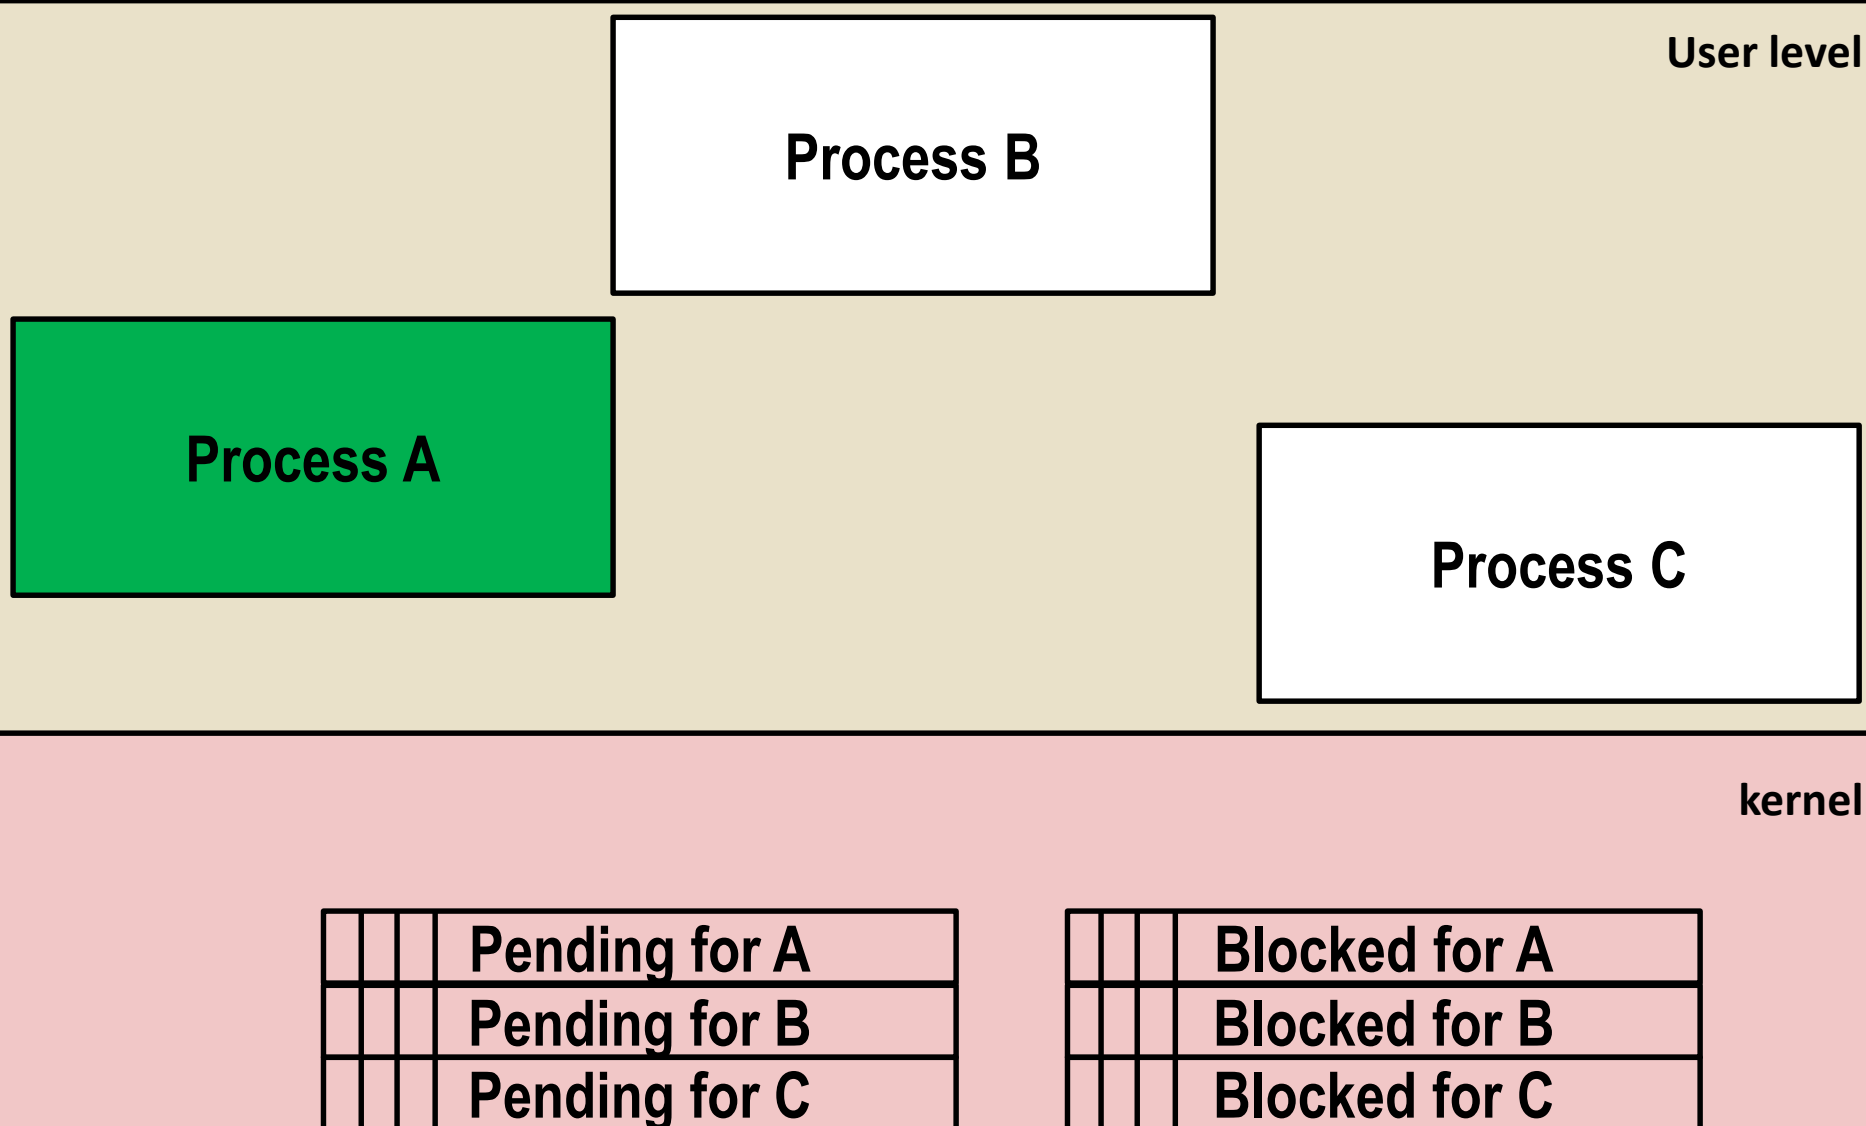 User level
Process B
Process A
Process C
kernel
Pending for A
Blocked for A
Pending for B
Blocked for B
Pending for C
Blocked for C